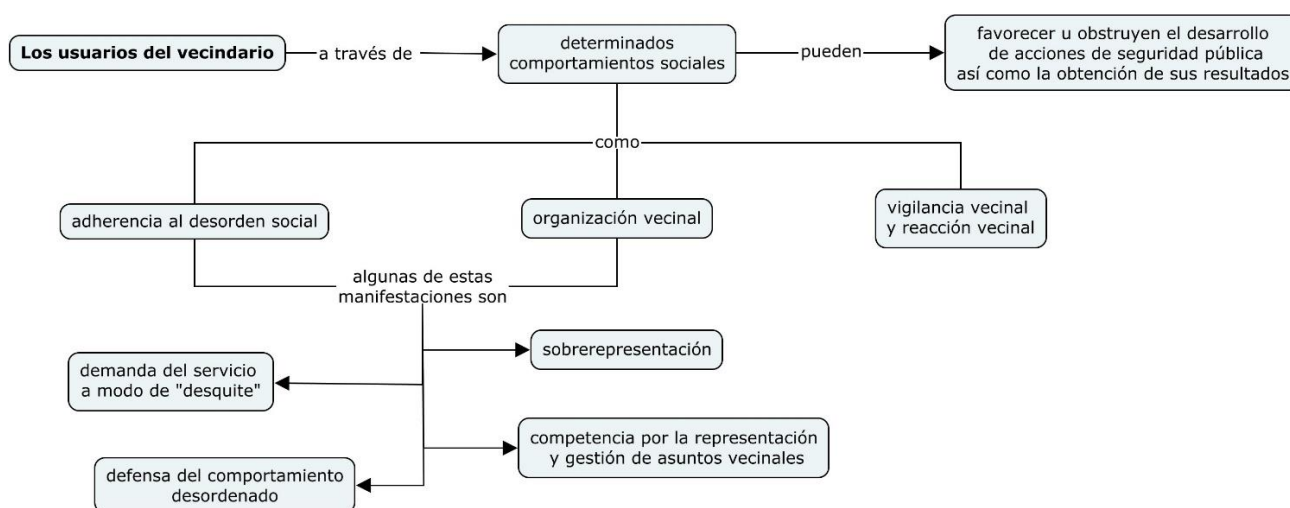 Los usuarios del vecindario
a través de
determinados
comportamientos sociales
pueden
favorecer u obstruyen el desarrollo
de acciones de seguridad pública
así como la obtención de sus resultados
como
adherencia al desorden social
organización vecinal
vigilancia vecinal
y reacción vecinal
algunas de estas
manifestaciones son
sobrerepresentación
demanda del servicio
a modo de "desquite"
competencia por la representación
y gestión de asuntos vecinales
defensa del comportamiento
desordenado